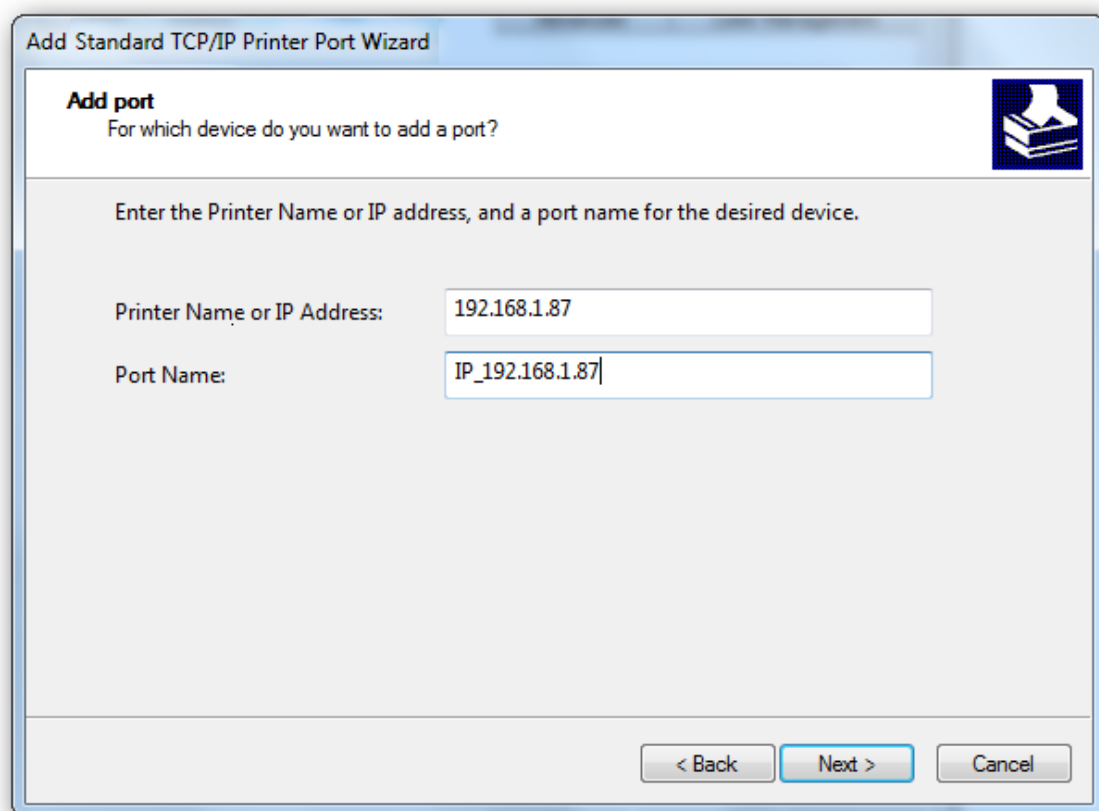 Add Standard TCP/IP Printer Port Wizard
Add port
For which device do you want to add a port?
Enter the Printer Name or IP address, and a port name for the desired device.
Printer Name or IP Address: 192.168.1.87
Port Name: IP_192.168.1.87
< Back Next > Cancel